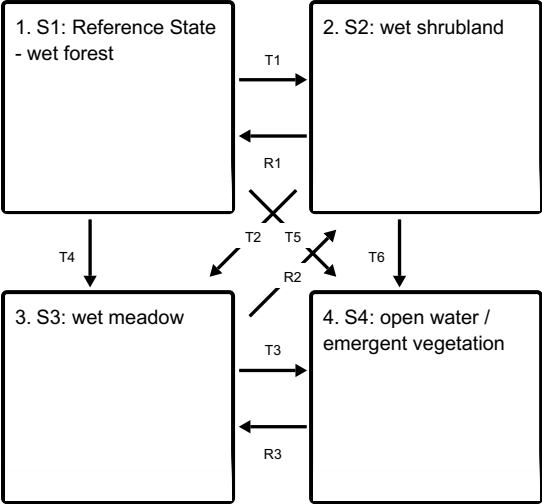 1. S1: Reference State
- wet forest
2. S2: wet shrubland
T1
R1
T2
T5
T4
T6
R2
3. S3: wet meadow
4. S4: open water /
emergent vegetation
T3
R3